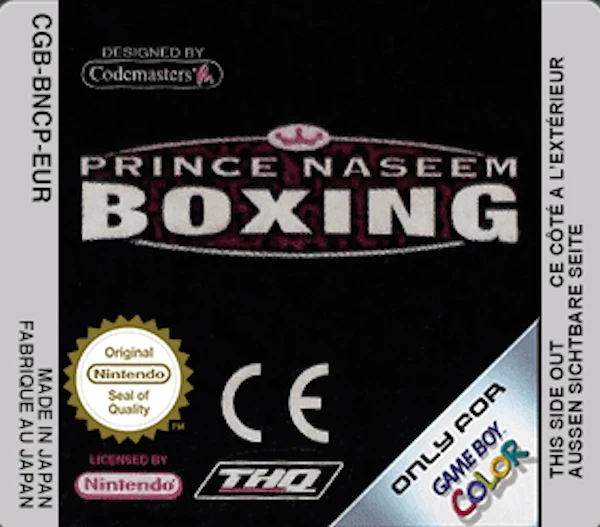 CGB-BNCP-EUR
MADE IN JAPAN
FABRIQUE AU JAPAN
DESIGNED BY
Codemasters
PRINCE NASEEM
BOXING
Original
Nintendo
Seal of
Quality
TM
LICENSED BY
Nintendo
CE
THQ
ONLY FOR
GAME BOY
COLOR
THIS SIDE OUT CE CÔTÉ A L'EXTÉRIEUR
AUSSEN SICHTBARE SEITE